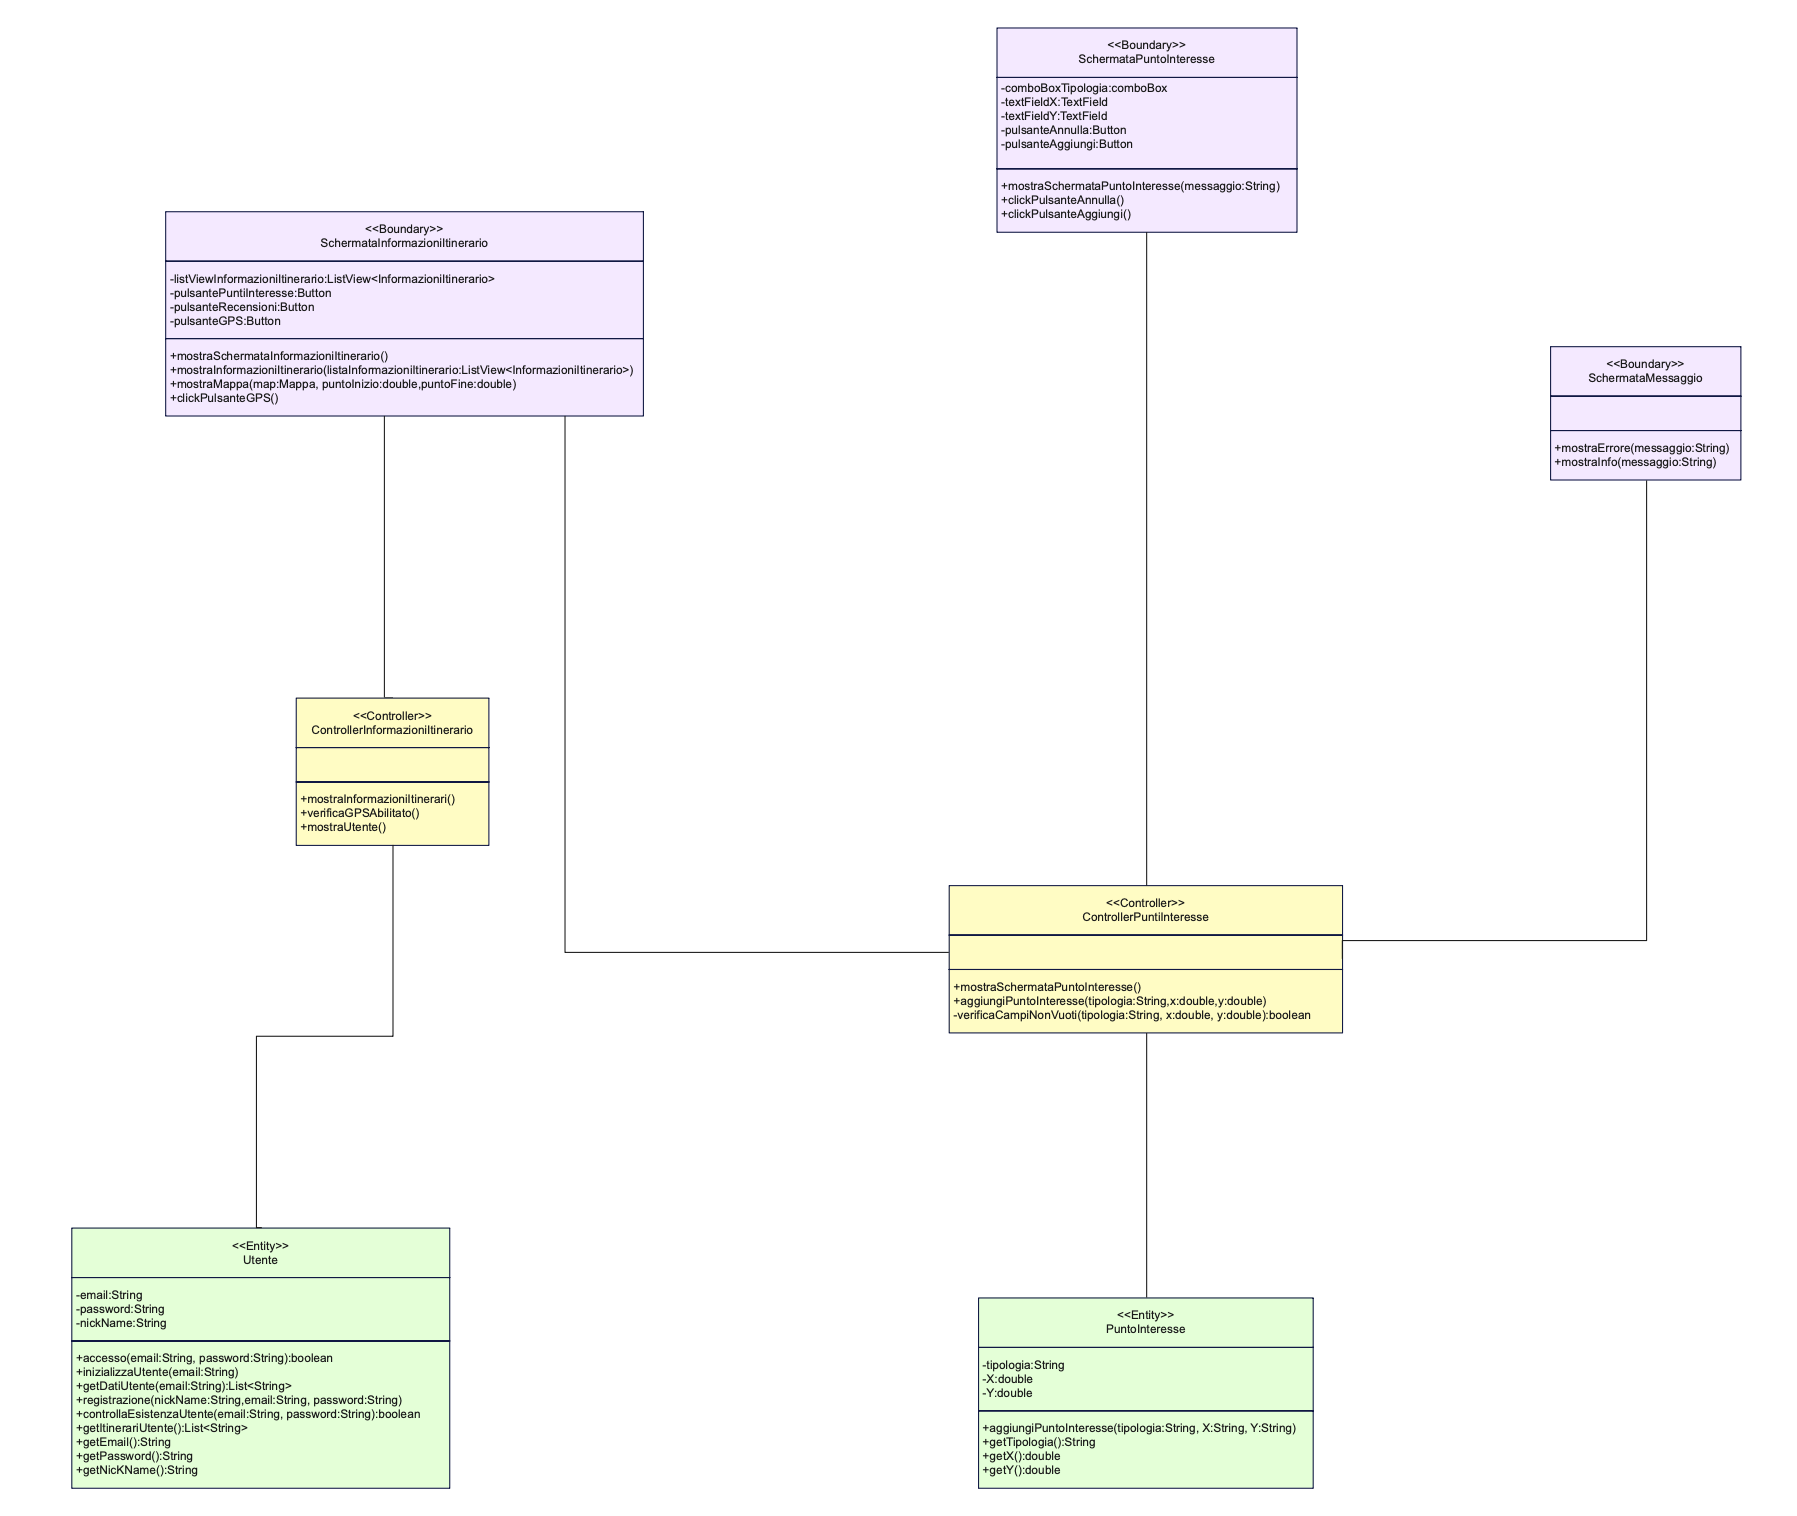 <<Boundary>>
SchermataPuntoInteresse
-comboBoxTipologia:comboBox
-textFieldX:TextField
-textFieldY:TextField
-pulsanteAnnulla:Button
-pulsanteAggiungi:Button
+mostraSchermataPuntoInteresse(messaggio:String)
+clickPulsanteAnnulla()
+clickPulsanteAggiungi()
<<Boundary>>
SchermataInformazioniItinerario
-listViewInformazioniItinerario:ListView<InformazioniItinerario>
-pulsantePuntiInteresse:Button
-pulsanteRecensioni:Button
-pulsanteGPS:Button
+mostraSchermataInformazioniItinerario()
+mostraInformazioniItinerario(listaInformazioniItinerario:ListView<InformazioniItinerario>)
+mostraMappa(map:Mappa, puntoInizio:double,puntoFine:double)
+clickPulsanteGPS()
<<Boundary>>
SchermataMessaggio
+mostraErrore(messaggio:String)
+mostraInfo(messaggio:String)
<<Controller>>
ControllerInformazioniItinerario
+mostraInformazioniItinerari()
+verificaGPSAbilitato()
+mostraUtente()
<<Controller>>
ControllerPuntiInteresse
+mostraSchermataPuntoInteresse()
+aggiungiPuntoInteresse(tipologia:String,x:double,y:double)
-verificaCampiNonVuoti(tipologia:String, x:double, y:double):boolean
<<Entity>>
Utente
-email:String
-password:String
-nickName:String
+accesso(email:String, password:String):boolean
+inizializzaUtente(email:String)
+getDatiUtente(email:String):List<String>
+registrazione(nickName:String,email:String, password:String)
+controllaEsistenzaUtente(email:String, password:String):boolean
+getItinerariUtente():List<String>
+getEmail():String
+getPassword():String
+getNicKName():String
<<Entity>>
PuntoInteresse
-tipologia:String
-X:double
-Y:double
+aggiungiPuntoInteresse(tipologia:String, X:String, Y:String)
+getTipologia():String
+getX():double
+getY():double